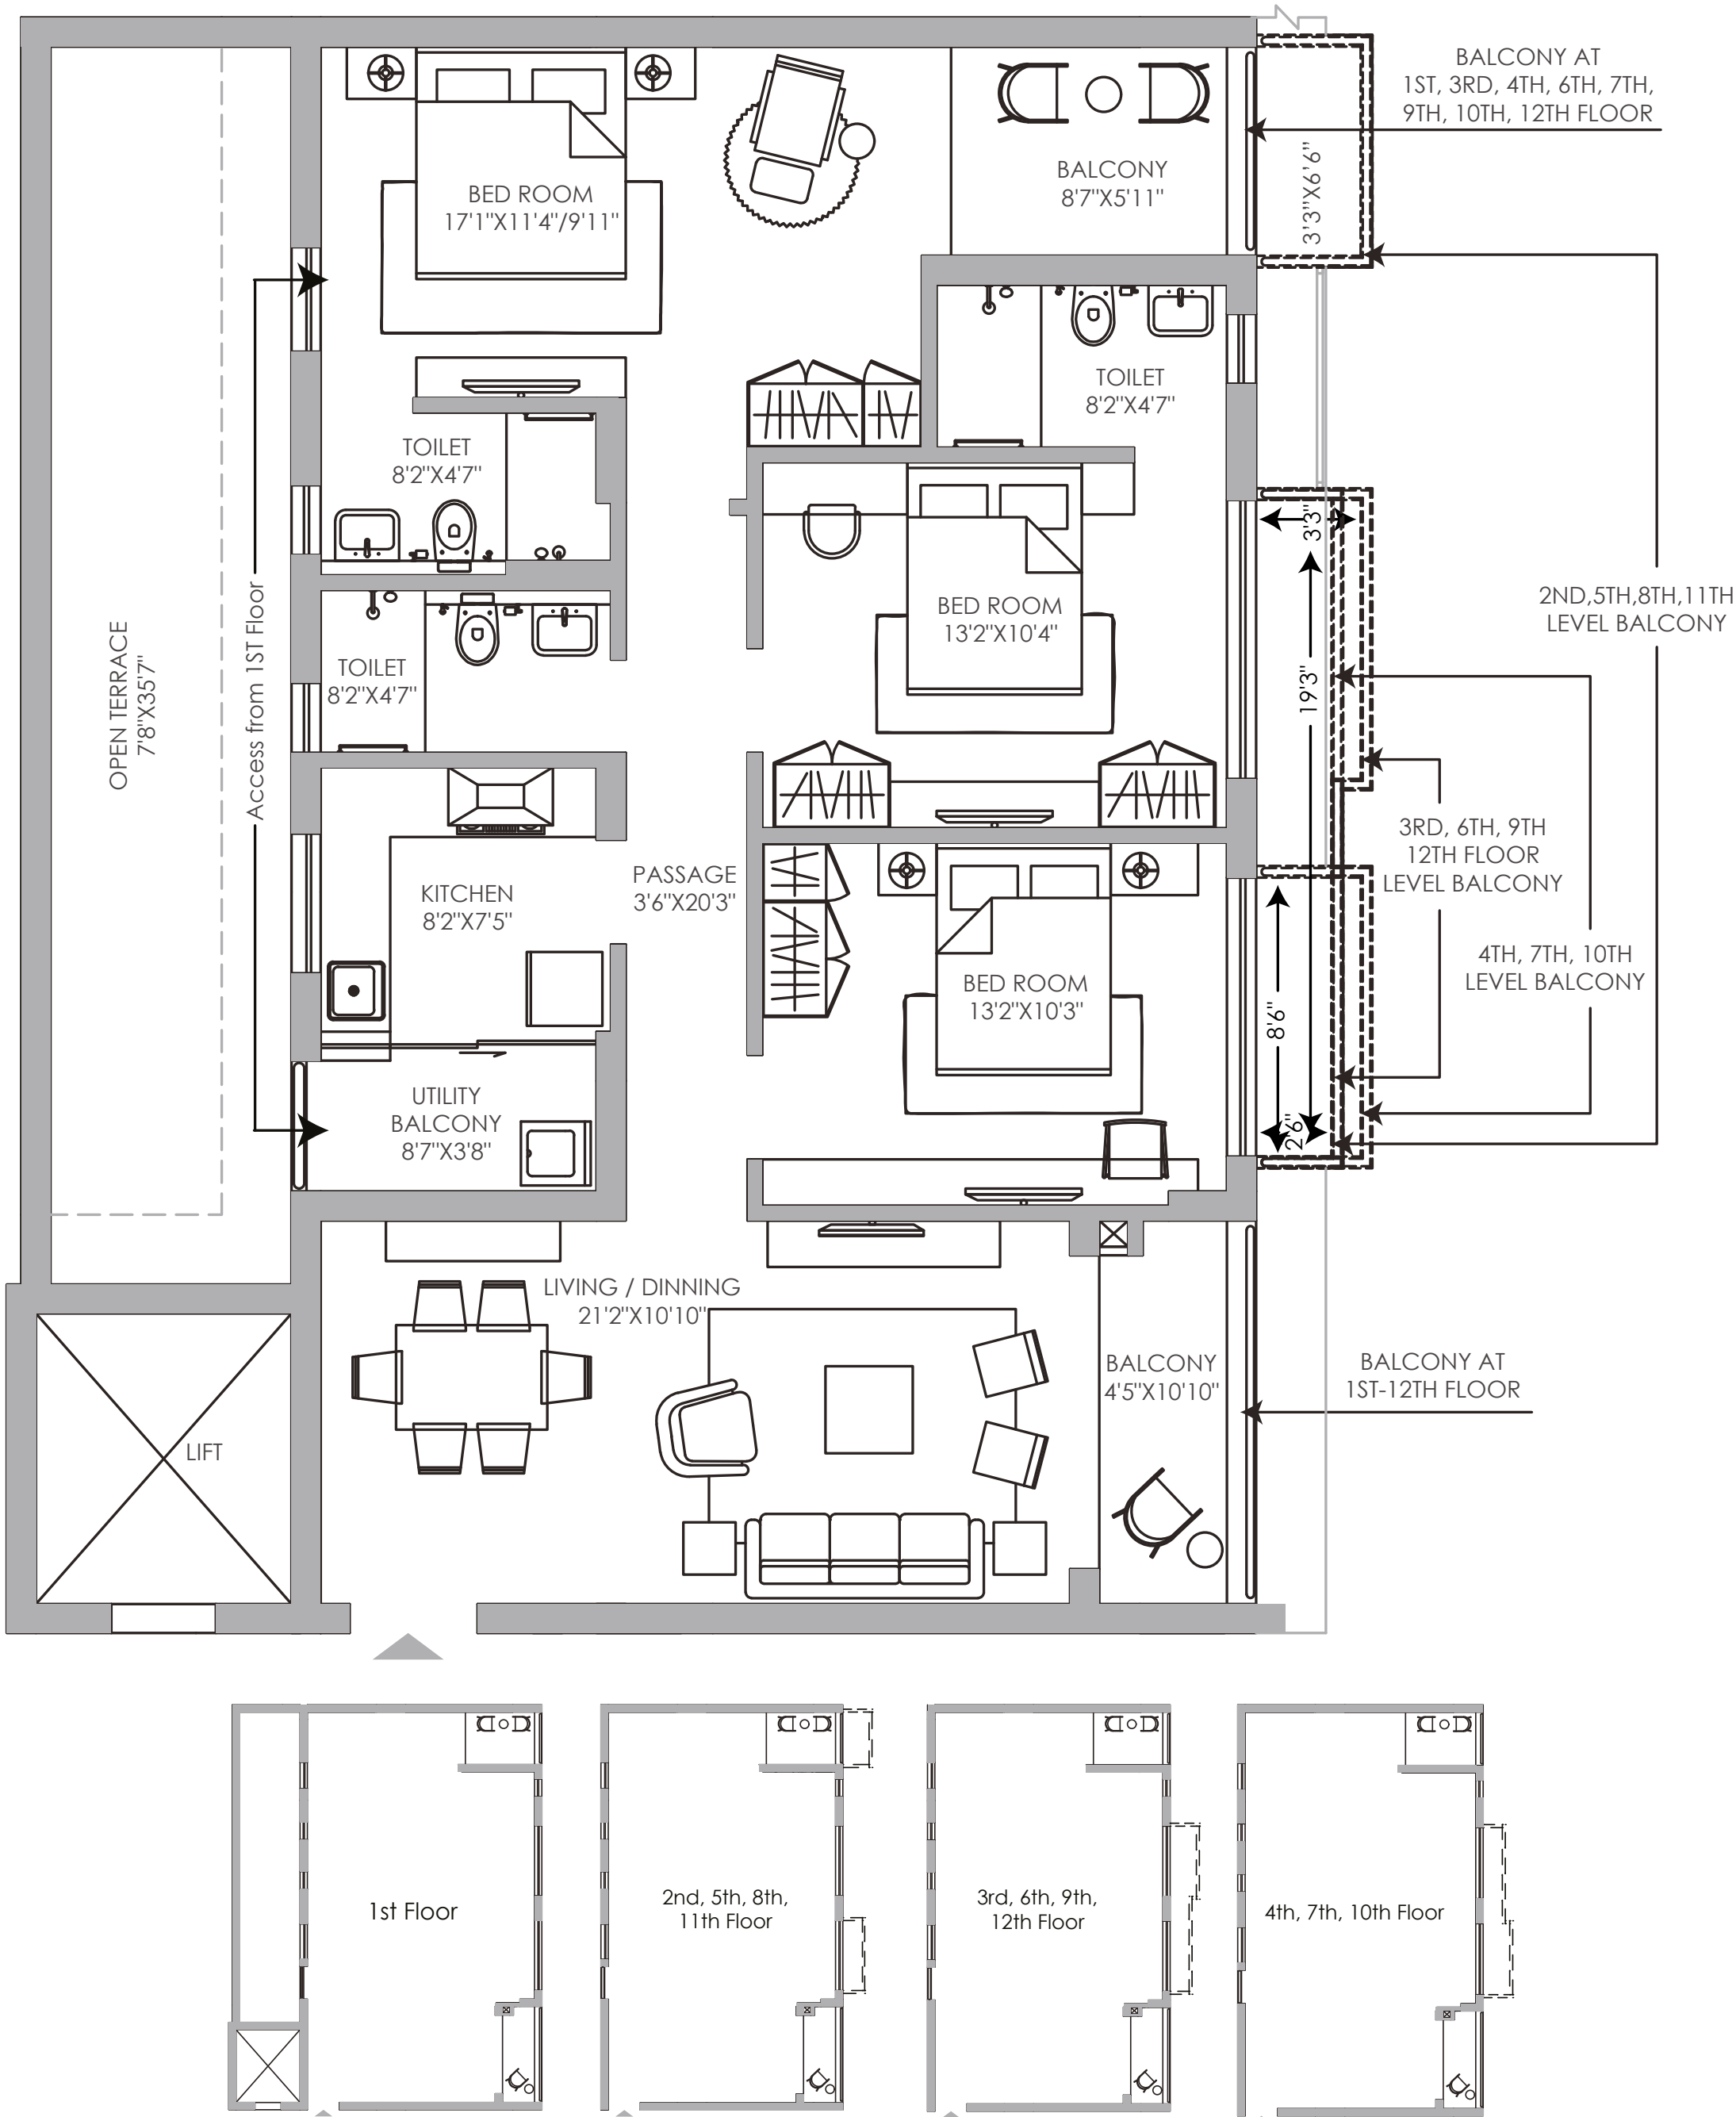 BALCONY AT
1ST, 3RD, 4TH, 6TH, 7TH,
9TH, 10TH, 12TH FLOOR
BED ROOM
17'1"X11'4"/9'11"
BALCONY
8'7"X5'11"
3'3"X6'6"
TOILET
8'2"X4'7"
TOILET
8'2"X4'7"
3'3"
BED ROOM
13'2"X10'4"
2ND,5TH,8TH,11TH
LEVEL BALCONY
OPEN TERRACE
7'8"X35'7"
Access from 1ST Floor
TOILET
8'2"X4'7"
19'3"
3RD, 6TH, 9TH
12TH FLOOR
LEVEL BALCONY
PASSAGE
3'6"X20'3"
KITCHEN
8'2"X7'5"
4TH, 7TH, 10TH
LEVEL BALCONY
BED ROOM
13'2"X10'3"
8'6"
UTILITY
BALCONY
8'7"X3'8"
2'6"
LIVING / DINNING
21'2"X10'10"
BALCONY
4'5"X10'10"
BALCONY AT
1ST-12TH FLOOR
LIFT
1st Floor
2nd, 5th, 8th,
11th Floor
3rd, 6th, 9th,
12th Floor
4th, 7th, 10th Floor